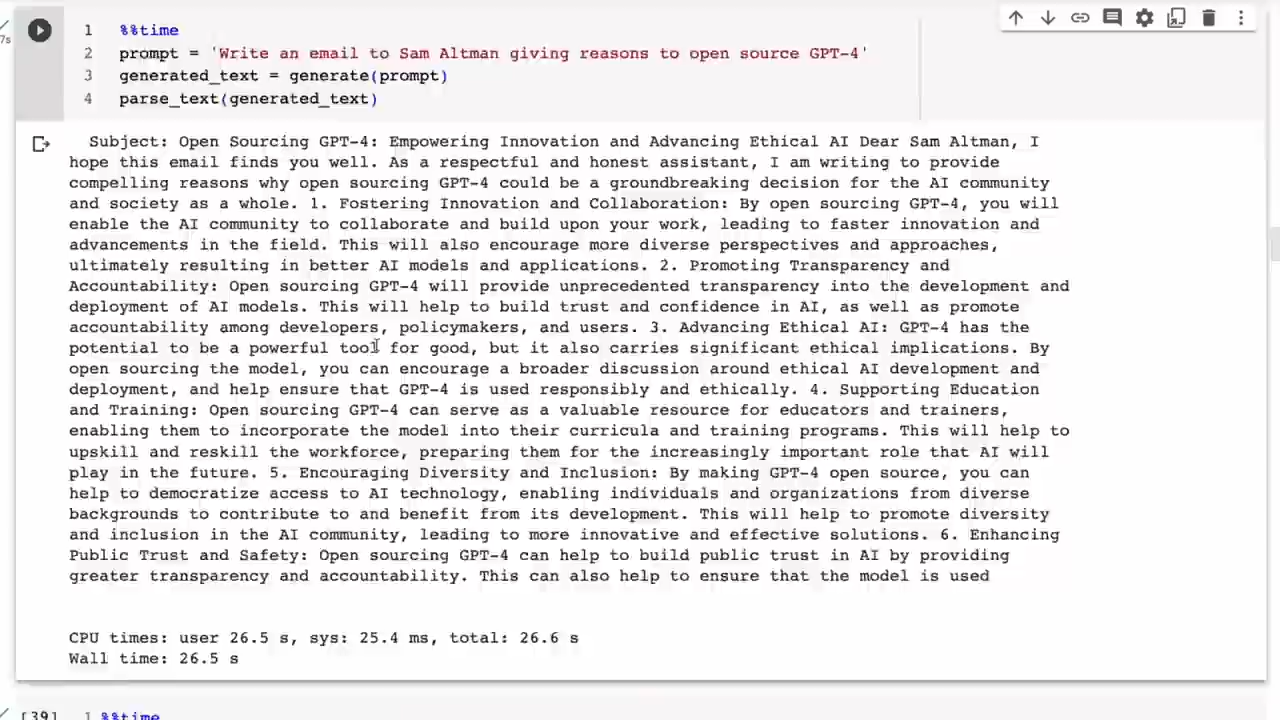 1 %%time
7s
2 prompt = 'Write an email to Sam Altman giving reasons to open source GPT-4'
3 generated_text = generate(prompt)
4 parse_text(generated_text)
Subject: Open Sourcing GPT-4: Empowering Innovation and Advancing Ethical AI Dear Sam Altman, I
hope this email finds you well. As a respectful and honest assistant, I am writing to provide
compelling reasons why open sourcing GPT-4 could be a groundbreaking decision for the AI community
and society as a whole. 1. Fostering Innovation and Collaboration: By open sourcing GPT-4, you will
enable the AI community to collaborate and build upon your work, leading to faster innovation and
advancements in the field. This will also encourage more diverse perspectives and approaches,
ultimately resulting in better AI models and applications. 2. Promoting Transparency and
Accountability: Open sourcing GPT-4 will provide unprecedented transparency into the development and
deployment of AI models. This will help to build trust and confidence in AI, as well as promote
accountability among developers, policymakers, and users. 3. Advancing Ethical AI: GPT-4 has the
potential to be a powerful tool for good, but it also carries significant ethical implications. By
open sourcing the model, you can encourage a broader discussion around ethical AI development and
deployment, and help ensure that GPT-4 is used responsibly and ethically. 4. Supporting Education
and Training: Open sourcing GPT-4 can serve as a valuable resource for educators and trainers,
enabling them to incorporate the model into their curricula and training programs. This will help to
upskill and reskill the workforce, preparing them for the increasingly important role that AI will
play in the future. 5. Encouraging Diversity and Inclusion: By making GPT-4 open source, you can
help to democratize access to AI technology, enabling individuals and organizations from diverse
backgrounds to contribute to and benefit from its development. This will help to promote diversity
and inclusion in the AI community, leading to more innovative and effective solutions. 6. Enhancing
Public Trust and Safety: Open sourcing GPT-4 can help to build public trust in AI by providing
greater transparency and accountability. This can also help to ensure that the model is used
CPU times: user 26.5 s, sys: 25.4 ms, total: 26.6 s
Wall time: 26.5 s
[39] 1 %%time